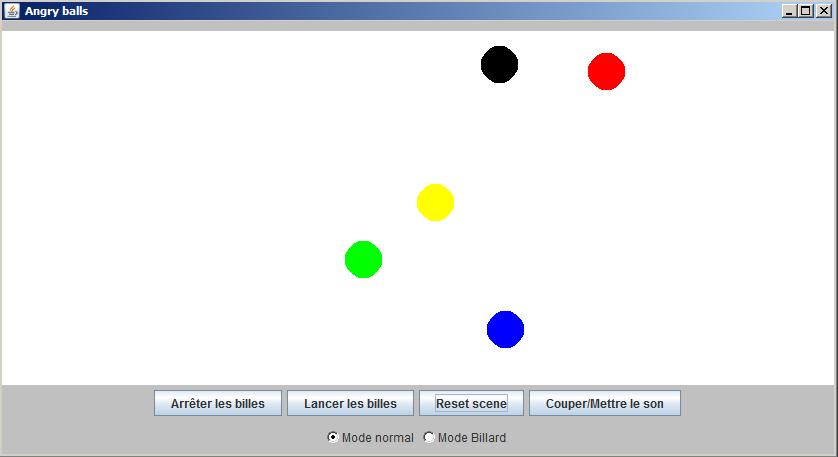 Angry balls
Arrêter les billes Lancer les billes Reset scene Couper/Mettre le son
Mode normal Mode Billard